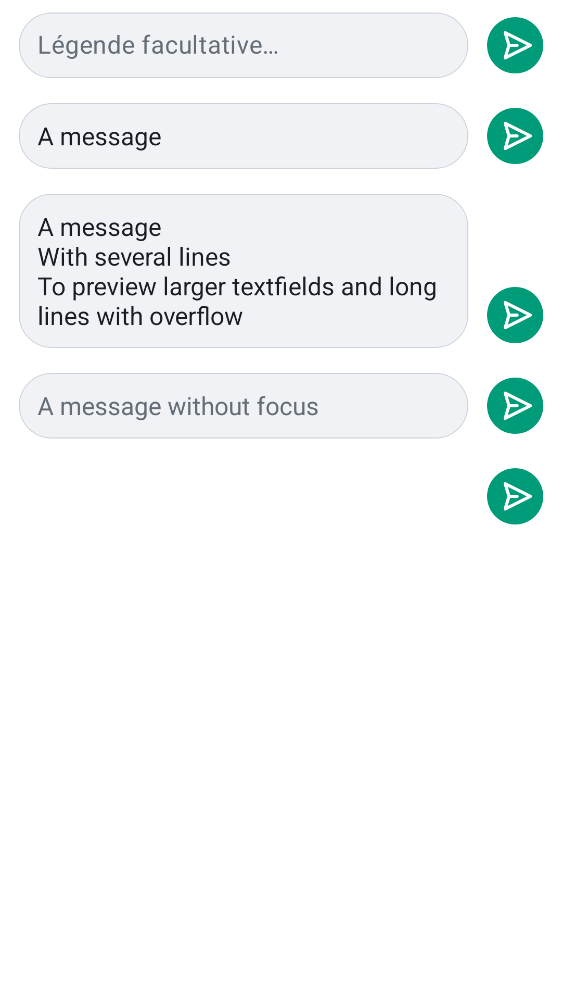 Légende facultative…
A message
A message
With several lines
To preview larger textfields and long
lines with overflow
A message without focus